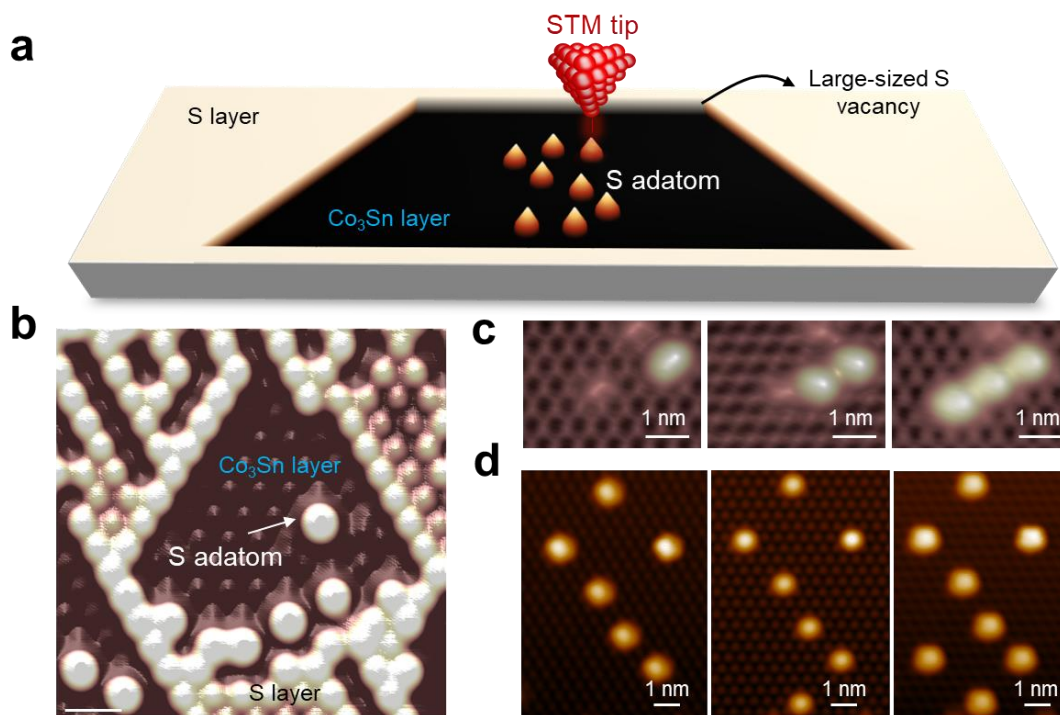 a
STM tip
Large-sized S
vacancy
S layer
S adatom
Co₃Sn layer
b
Co₃Sn layer
S adatom
S layer
c
1 nm
1 nm
1 nm
d
1 nm
1 nm
1 nm